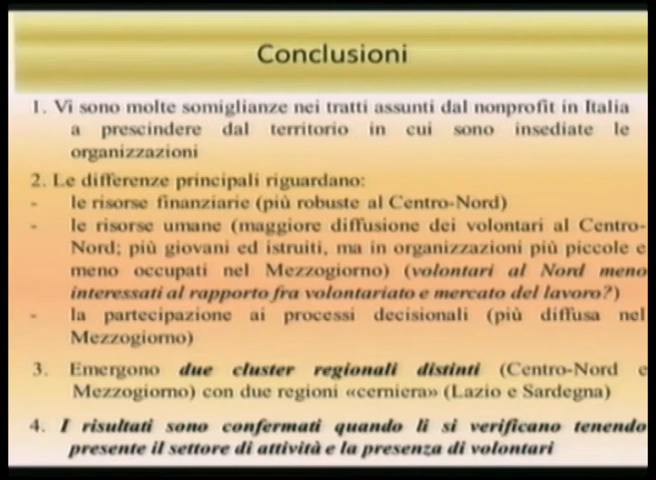 Conclusioni
1. Vi sono molte somiglianze nei tratti assunti dal nonprofit in Italia
a prescindere dal territorio in cui sono insediate le
organizzazioni
2. Le differenze principali riguardano:
- le risorse finanziarie (più robuste al Centro-Nord)
- le risorse umane (maggiore diffusione dei volontari al Centro-
Nord; più giovani ed istruiti, ma in organizzazioni più piccole e
meno occupati nel Mezzogiorno) (volontari al Nord meno
interessati al rapporto fra volontariato e mercato del lavoro?)
- la partecipazione ai processi decisionali (più diffusa nel
Mezzogiorno)
3. Emergono due cluster regionali distinti (Centro-Nord e
Mezzogiorno) con due regioni «cerniera» (Lazio e Sardegna)
4. I risultati sono confermati quando li si verificano tenendo
presente il settore di attività e la presenza di volontari